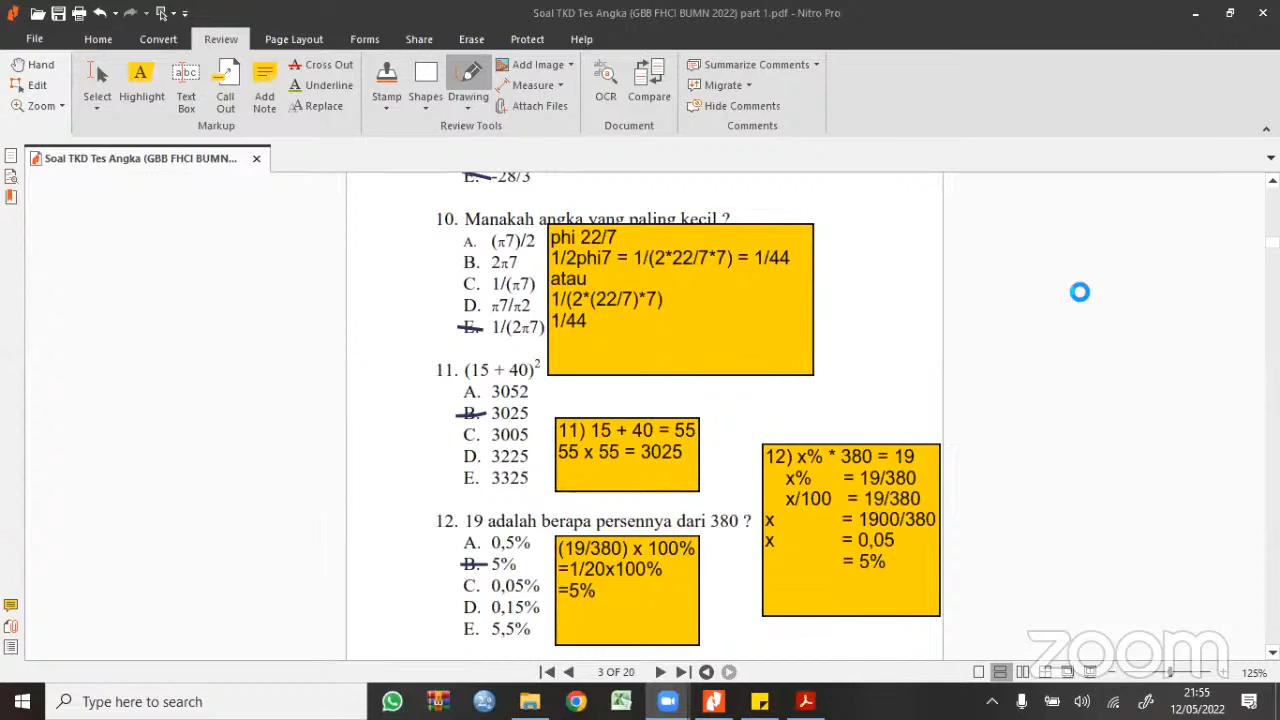 Soal TKD Tes Angka (GBB FHCI BUMN 2022) part 1.pdf - Nitro Pro
File Home Convert Review Page Layout Forms Share Erase Protect Help
Hand
Edit
Zoom
Select
Highlight
Text Box
Call Out
Add Note
Cross Out
Underline
Replace
Markup
Stamp
Shapes
Drawing
Add Image
Measure
Attach Files
Review Tools
OCR
Compare
Document
Summarize Comments
Migrate
Hide Comments
Comments
Soal TKD Tes Angka (GBB FHCI BUMN...
E. -28/3
10. Manakah angka yang paling kecil ?
A. (π7)/2
B. 2π7
C. 1/(π7)
D. π7/π2
E. 1/(2π7)
phi 22/7
1/2phi7 = 1/(2*22/7*7) = 1/44
atau
1/(2*(22/7)*7)
1/44
11. (15 + 40)²
A. 3052
B. 3025
C. 3005
D. 3225
E. 3325
11) 15 + 40 = 55
55 x 55 = 3025
12. 19 adalah berapa persennya dari 380 ?
A. 0,5%
B. 5%
C. 0,05%
D. 0,15%
E. 5,5%
(19/380) x 100%
=1/20x100%
=5%
12) x% * 380 = 19
x% = 19/380
x/100 = 19/380
x = 1900/380
x = 0,05
= 5%
zoom
3 OF 20
125%
Type here to search
21:55
12/05/2022